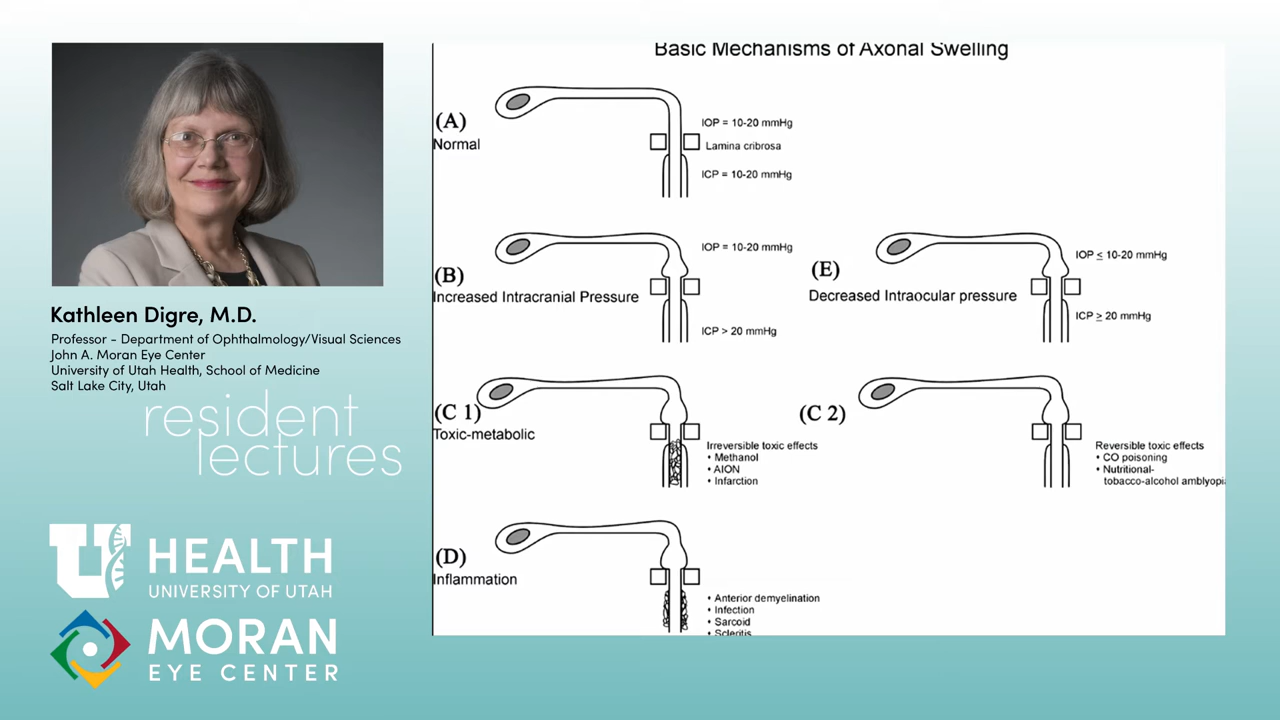 Basic Mechanisms of Axonal Swelling
(A)
Normal
IOP = 10-20 mmHg
Lamina cribrosa
ICP = 10-20 mmHg
(B)
Increased Intracranial Pressure
IOP = 10-20 mmHg
ICP > 20 mmHg
(E)
Decreased Intraocular pressure
IOP ≤ 10-20 mmHg
ICP ≥ 20 mmHg
(C 1)
Toxic-metabolic
Irreversible toxic effects
• Methanol
• AION
• Infarction
(C 2)
Reversible toxic effects
• CO poisoning
• Nutritional-
tobacco-alcohol amblyopi
(D)
Inflammation
• Anterior demyelination
• Infection
• Sarcoid
• Scleritis
Kathleen Digre, M.D.
Professor - Department of Ophthalmology/Visual Sciences
John A. Moran Eye Center
University of Utah Health, School of Medicine
Salt Lake City, Utah
resident
lectures
U HEALTH
UNIVERSITY OF UTAH
MORAN
EYE CENTER